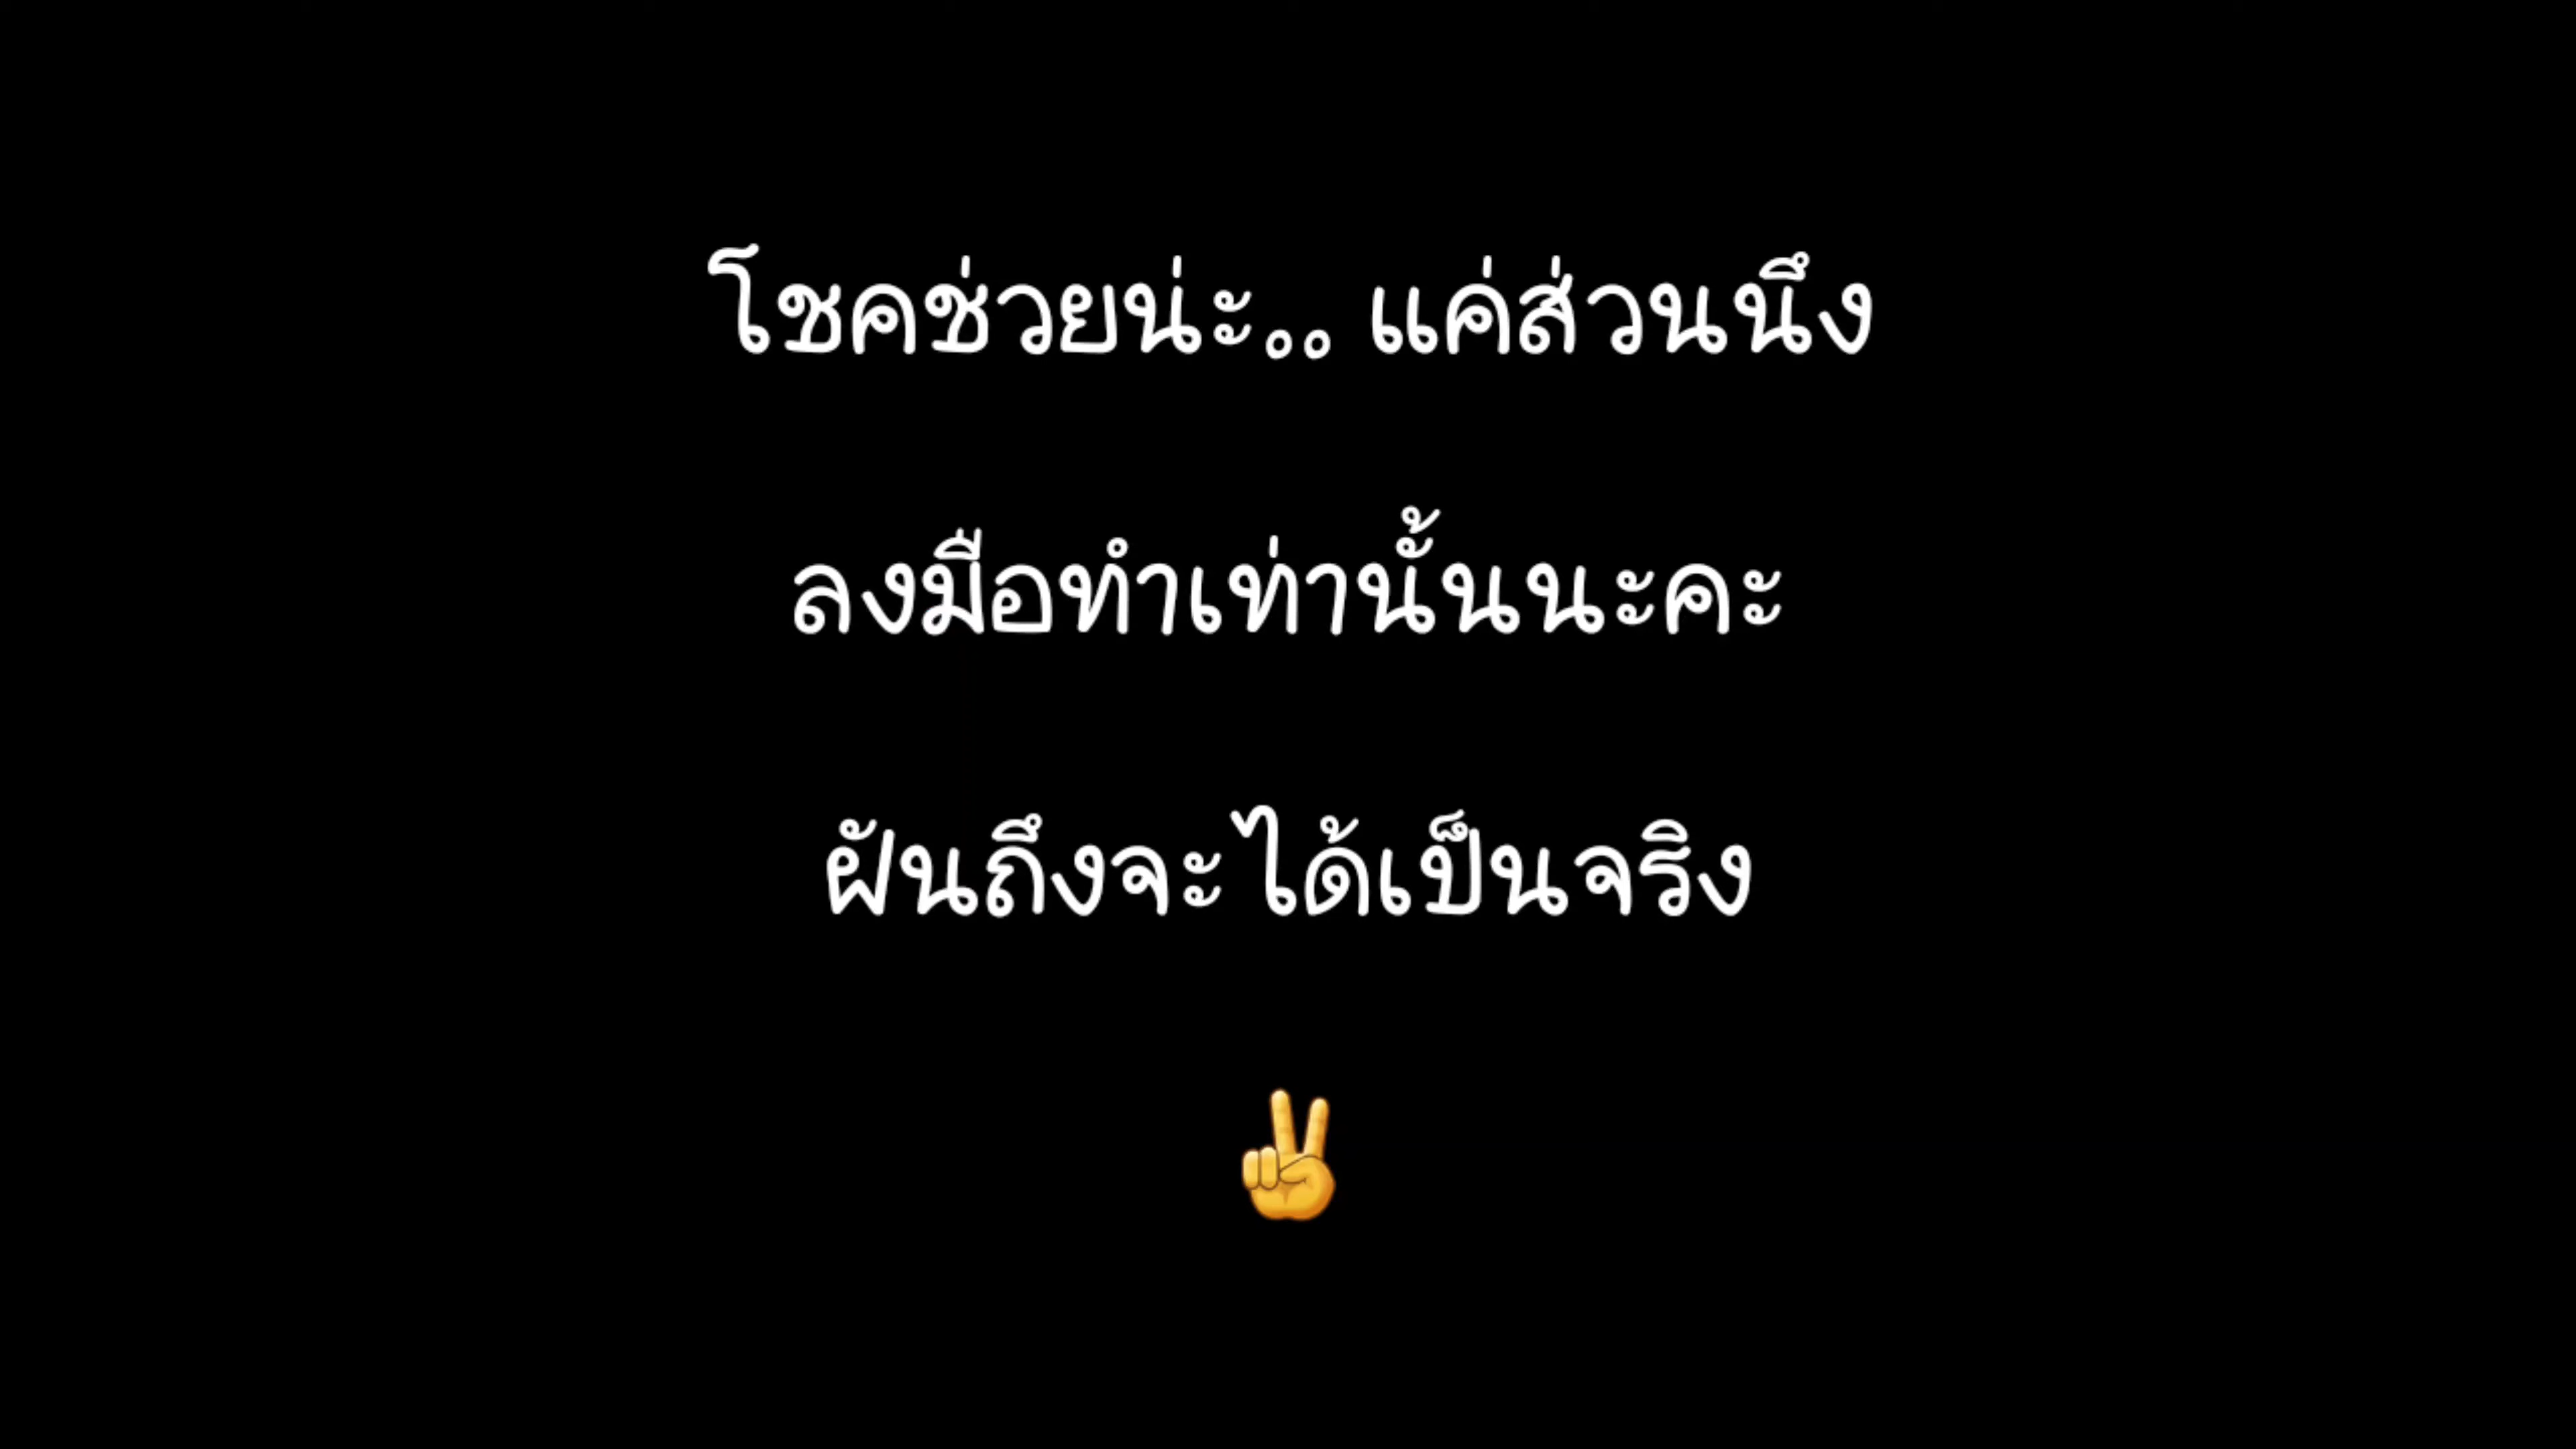 โชคช่วยน่ะ.. แค่ส่วนนึง
ลงมือทำเท่านั้นนะคะ
ฝันถึงจะได้เป็นจริง
✌️